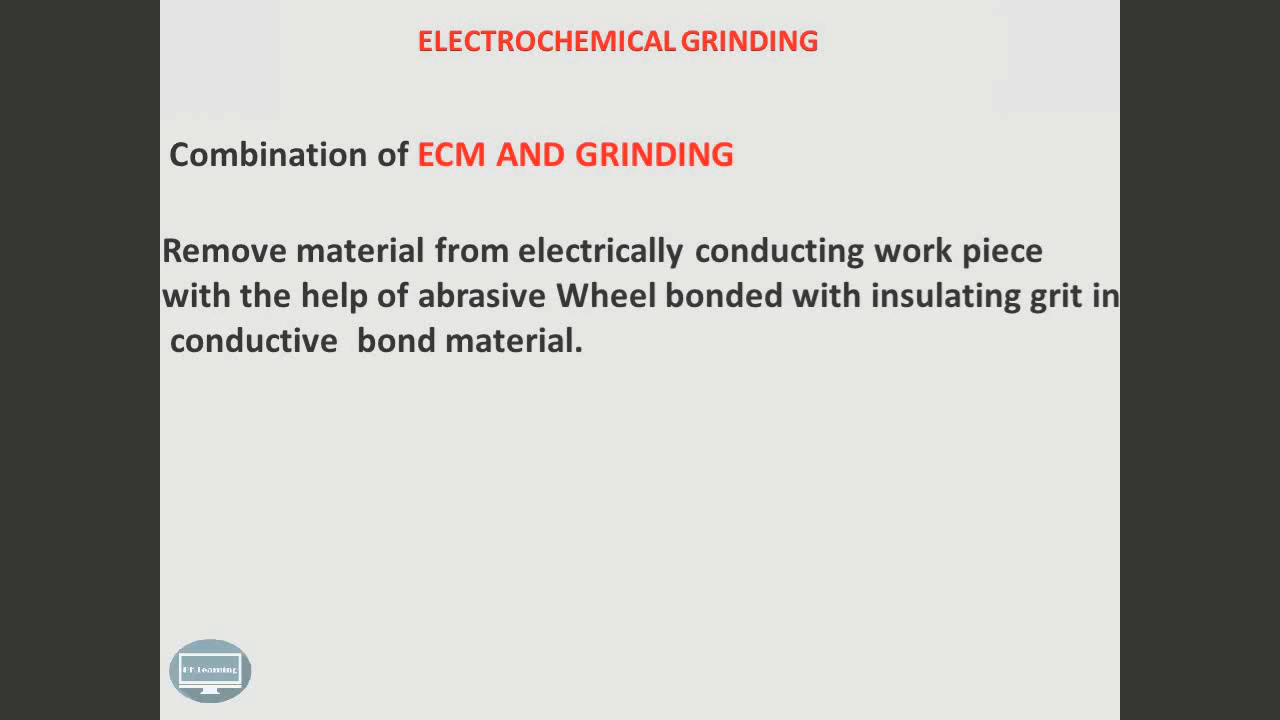 ELECTROCHEMICAL GRINDING
Combination of ECM AND GRINDING
Remove material from electrically conducting work piece
with the help of abrasive Wheel bonded with insulating grit in
conductive bond material.
Learning